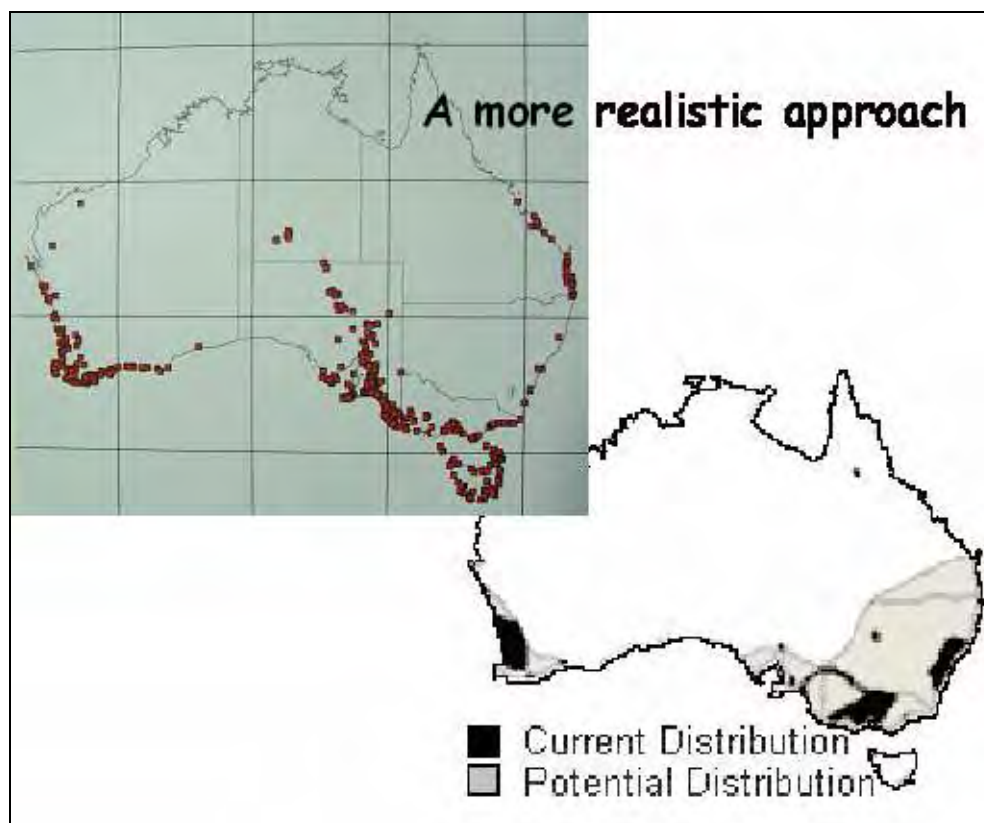 A more realistic approach
Current Distribution
Potential Distribution